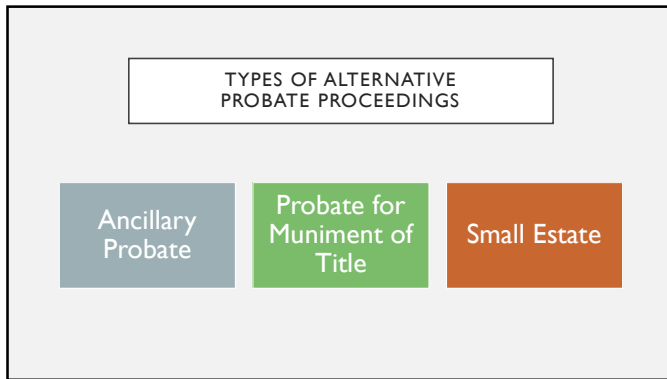 TYPES OF ALTERNATIVE
PROBATE PROCEEDINGS
Ancillary
Probate
Probate for
Muniment of
Title
Small Estate